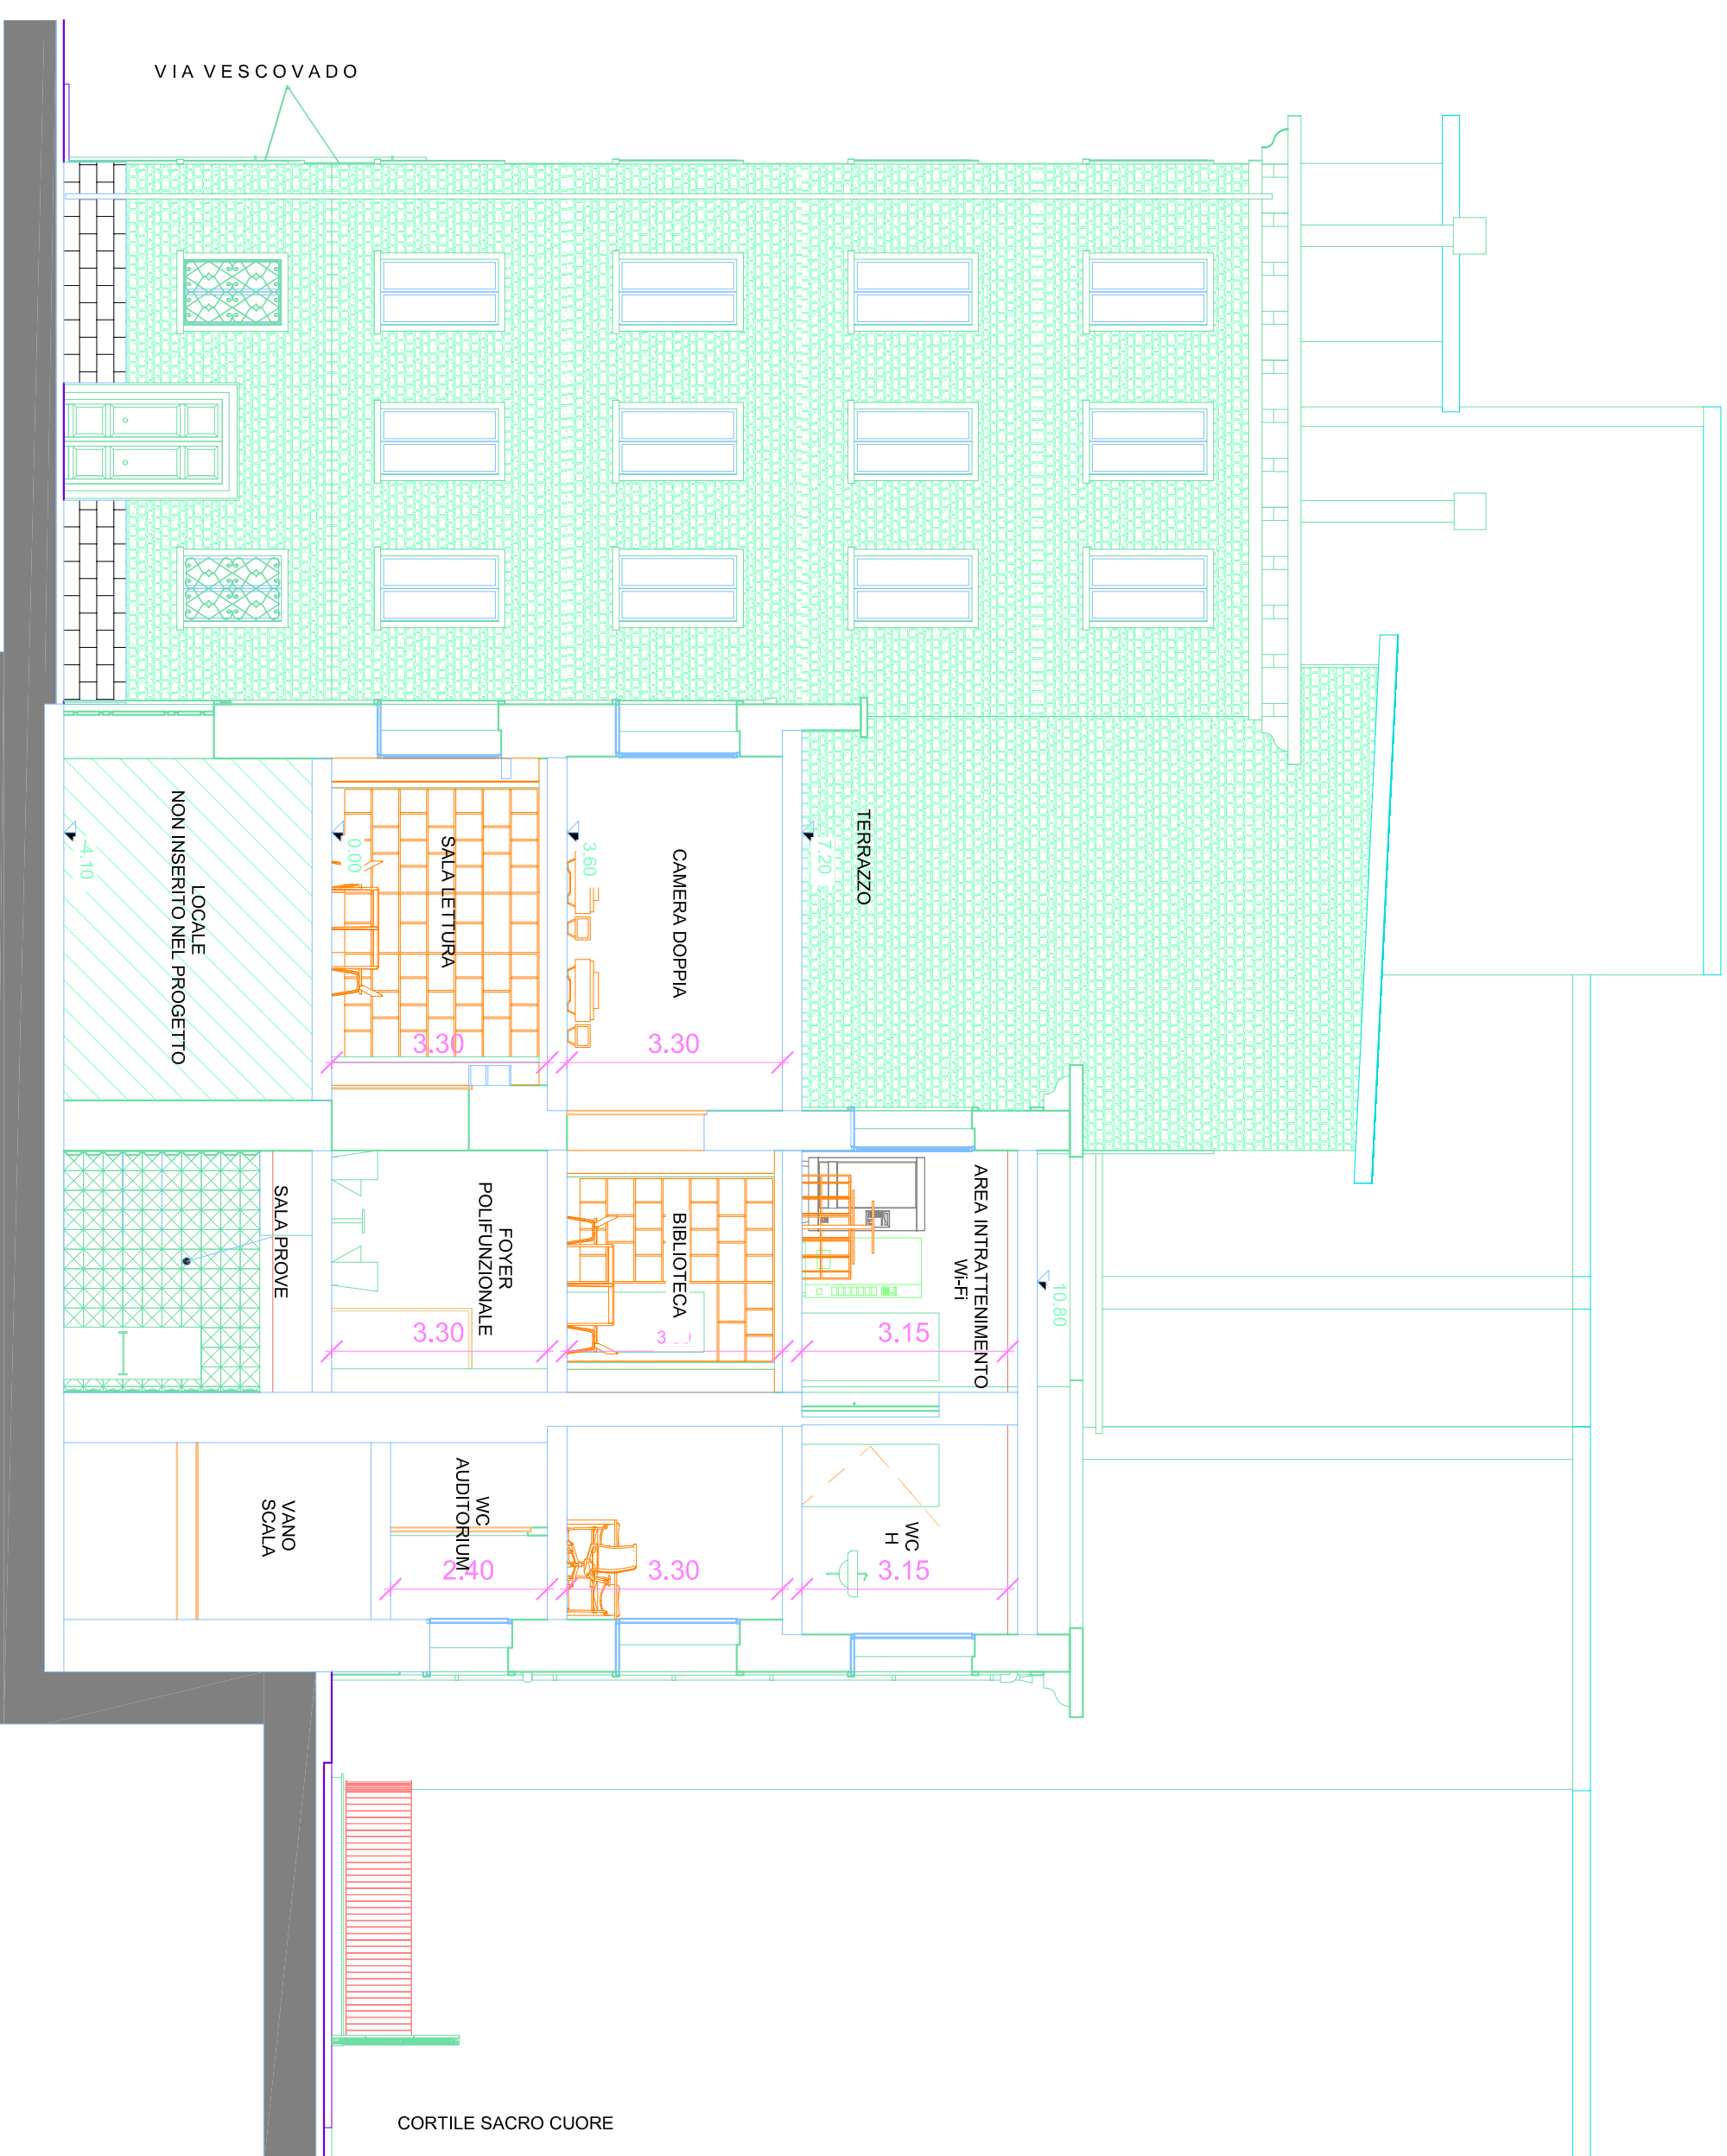 VIA VESCOVADO
TERRAZZO
7.20
CAMERA DOPPIA
3.60
SALA LETTURA
0.00
LOCALE
NON INSERITO NEL PROGETTO
-4.10
3.30
3.30
10.80
AREA INTRATTENIMENTO
Wi-Fi
BIBLIOTECA
FOYER
POLIFUNZIONALE
SALA PROVE
3.15
3.30
WC
H
3.15
3.30
WC
AUDITORIUM
2.40
VANO
SCALA
CORTILE SACRO CUORE